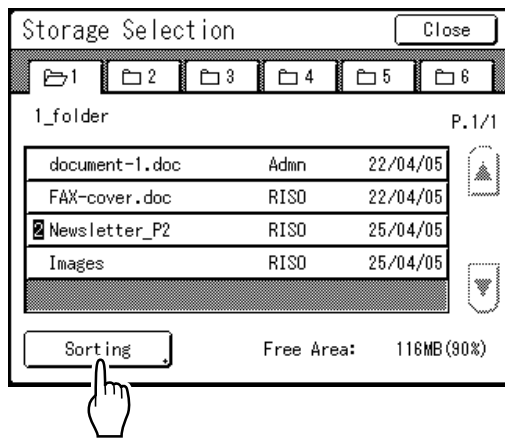 Storage Selection Close
1 2 3 4 5 6
1_folder P.1/1
document-1.doc Admn 22/04/05
FAX-cover.doc RISO 22/04/05
2 Newsletter_P2 RISO 25/04/05
Images RISO 25/04/05
Sorting Free Area: 116MB(90%)